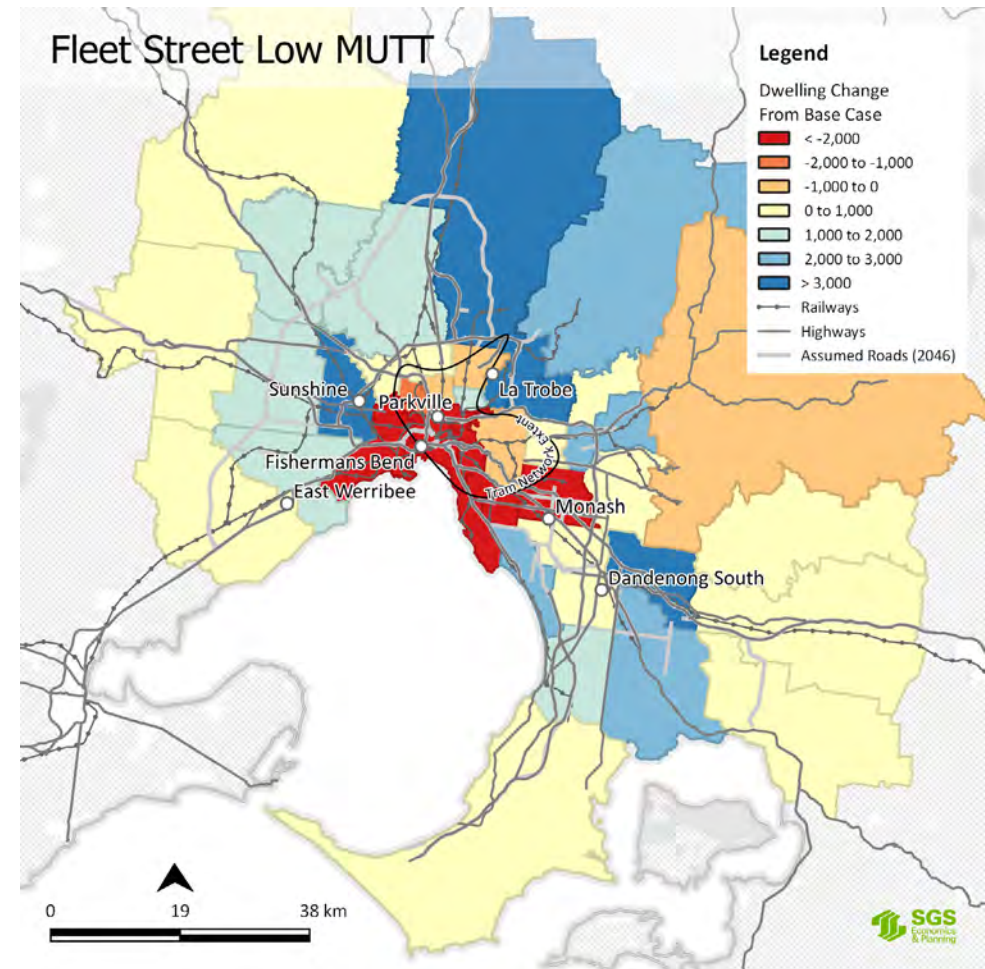 Fleet Street Low MUTT
Legend
Dwelling Change
From Base Case
< -2,000
-2,000 to -1,000
-1,000 to 0
0 to 1,000
1,000 to 2,000
2,000 to 3,000
> 3,000
Railways
Highways
Assumed Roads (2046)
Sunshine
Parkville
La Trobe
Tram Network Extent
Fishermans Bend
East Werribee
Monash
Dandenong South
0 19 38 km
SGS
Economics
& Planning